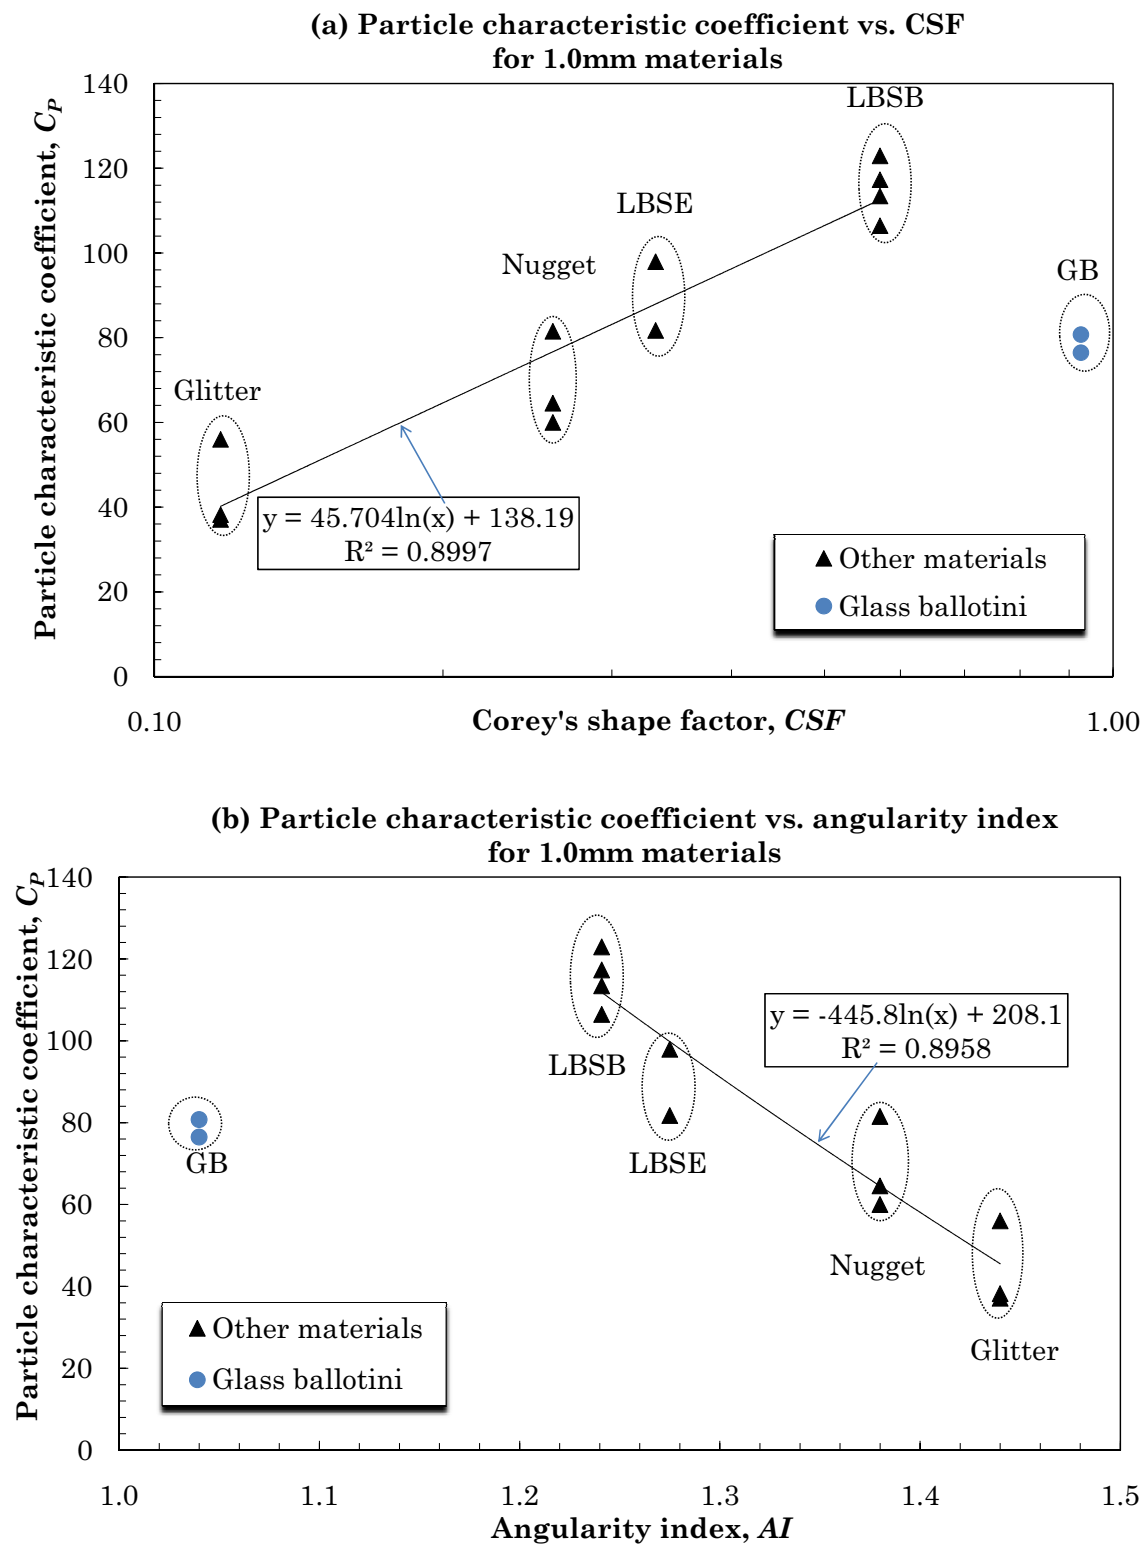 (a) Particle characteristic coefficient vs. CSF
for 1.0mm materials
Particle characteristic coefficient, C_P
140
120
100
80
60
40
20
0
LBSB
LBSE
Nugget
GB
Glitter
y = 45.704ln(x) + 138.19
R² = 0.8997
Other materials
Glass ballotini
0.10
1.00
Corey's shape factor, CSF
(b) Particle characteristic coefficient vs. angularity index
for 1.0mm materials
Particle characteristic coefficient, C_P
140
120
100
80
60
40
20
0
y = -445.8ln(x) + 208.1
R² = 0.8958
LBSB
GB
LBSE
Nugget
Glitter
Other materials
Glass ballotini
1.0
1.1
1.2
1.3
1.4
1.5
Angularity index, AI